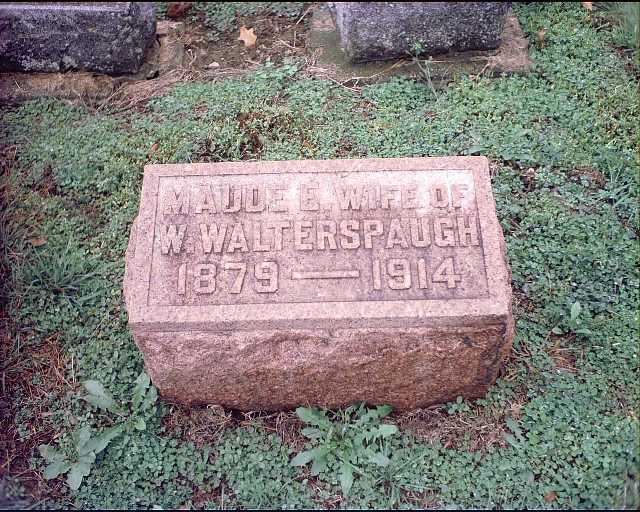 MAUDE E. WIFE OF
W. WALTERSPAUGH
1879 — 1914